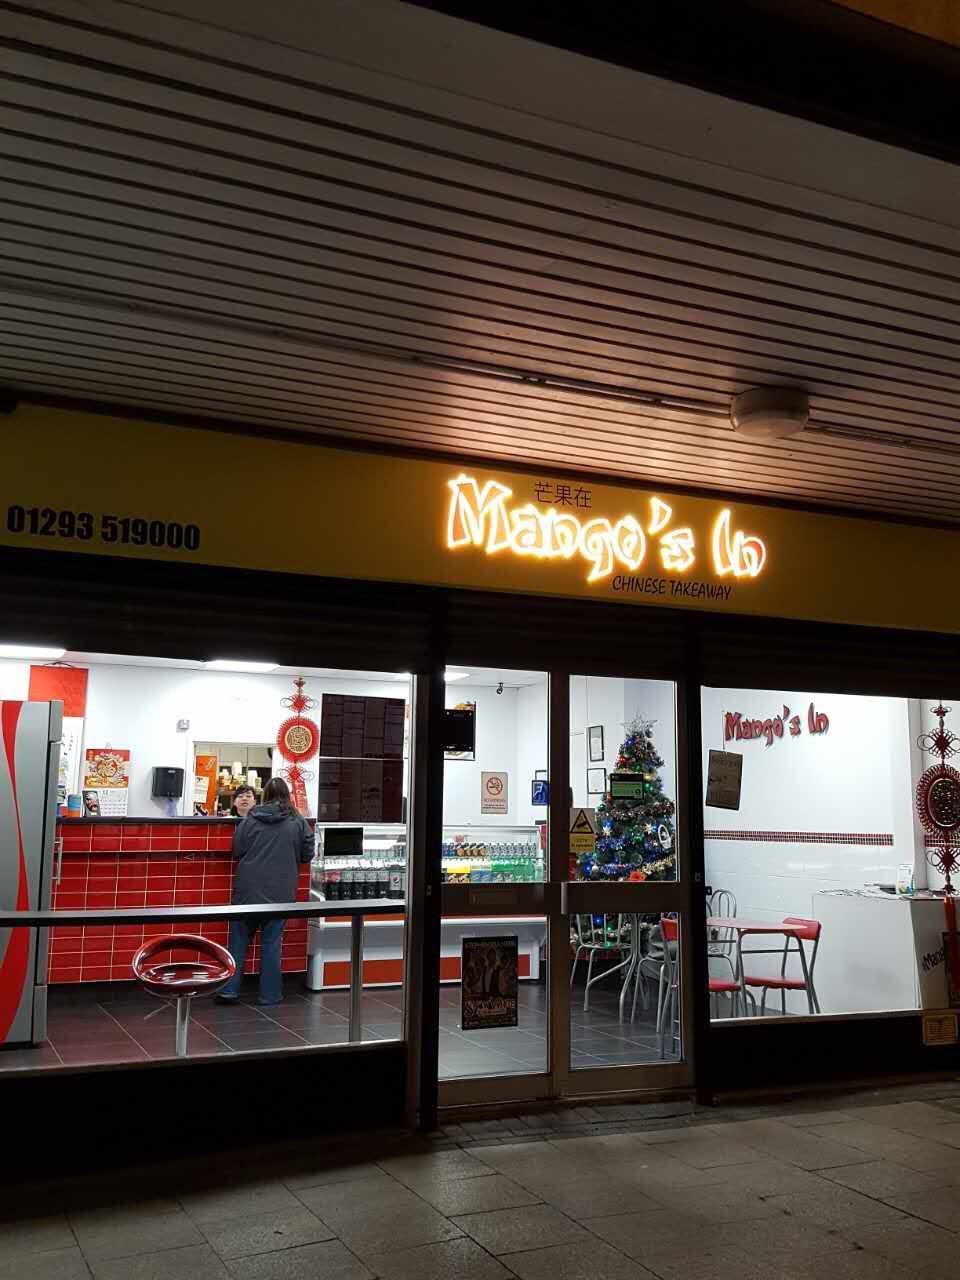 芒果在
Mango's In
CHINESE TAKEAWAY
01293 519000
Mango's In